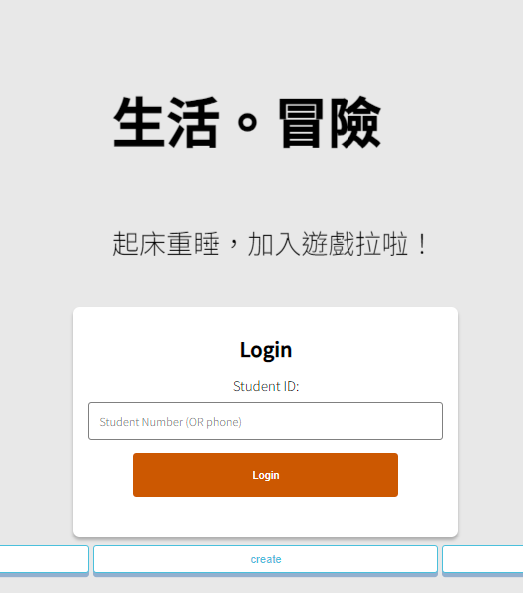 生活。冒險
起床重睡，加入遊戲拉啦！
Login
Student ID:
Student Number (OR phone)
Login
create